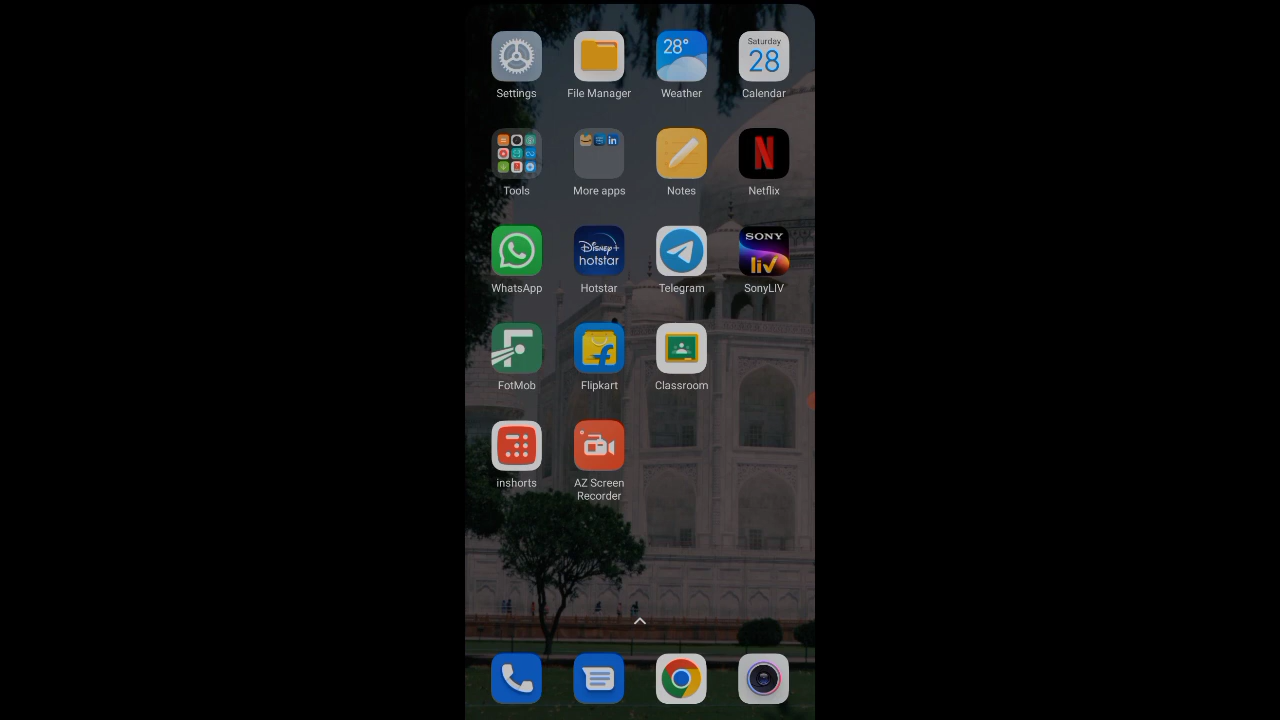 28°
Saturday
28
Settings
File Manager
Weather
Calendar
in
N
Tools
More apps
Notes
Netflix
Disney+
hotstar
SONY
liv
WhatsApp
Hotstar
Telegram
SonyLIV
F
f
FotMob
Flipkart
Classroom
inshorts
AZ Screen
Recorder